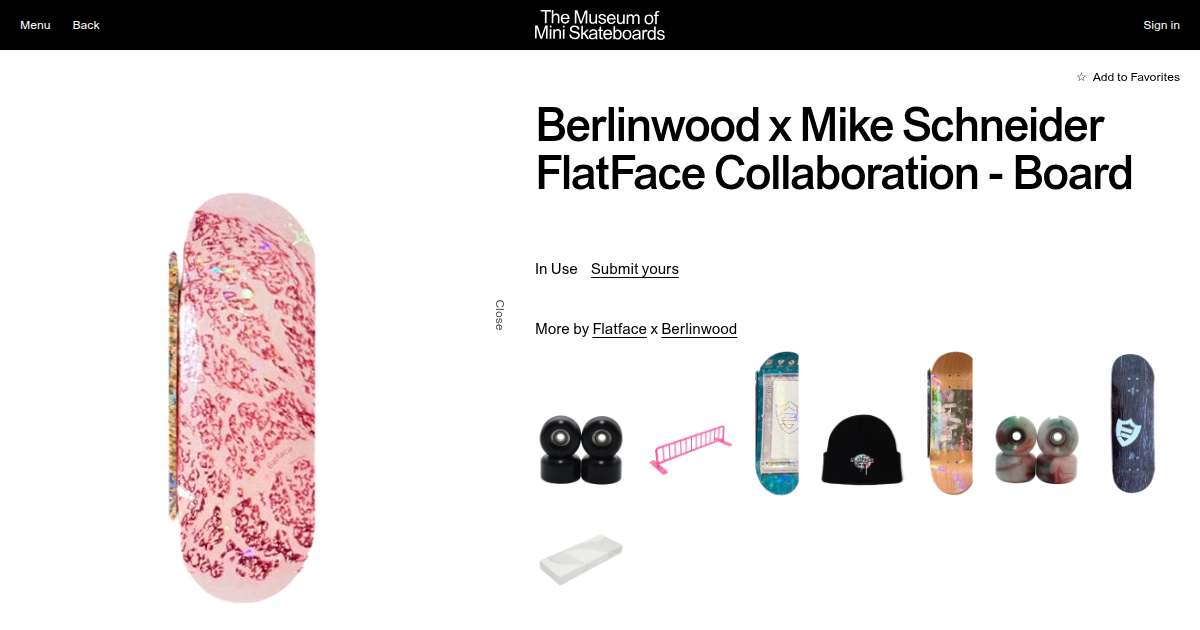 Menu
Back
The Museum of
Mini Skateboards
Sign in
☆ Add to Favorites
Berlinwood x Mike Schneider
FlatFace Collaboration - Board
In Use Submit yours
Close
More by Flatface x Berlinwood